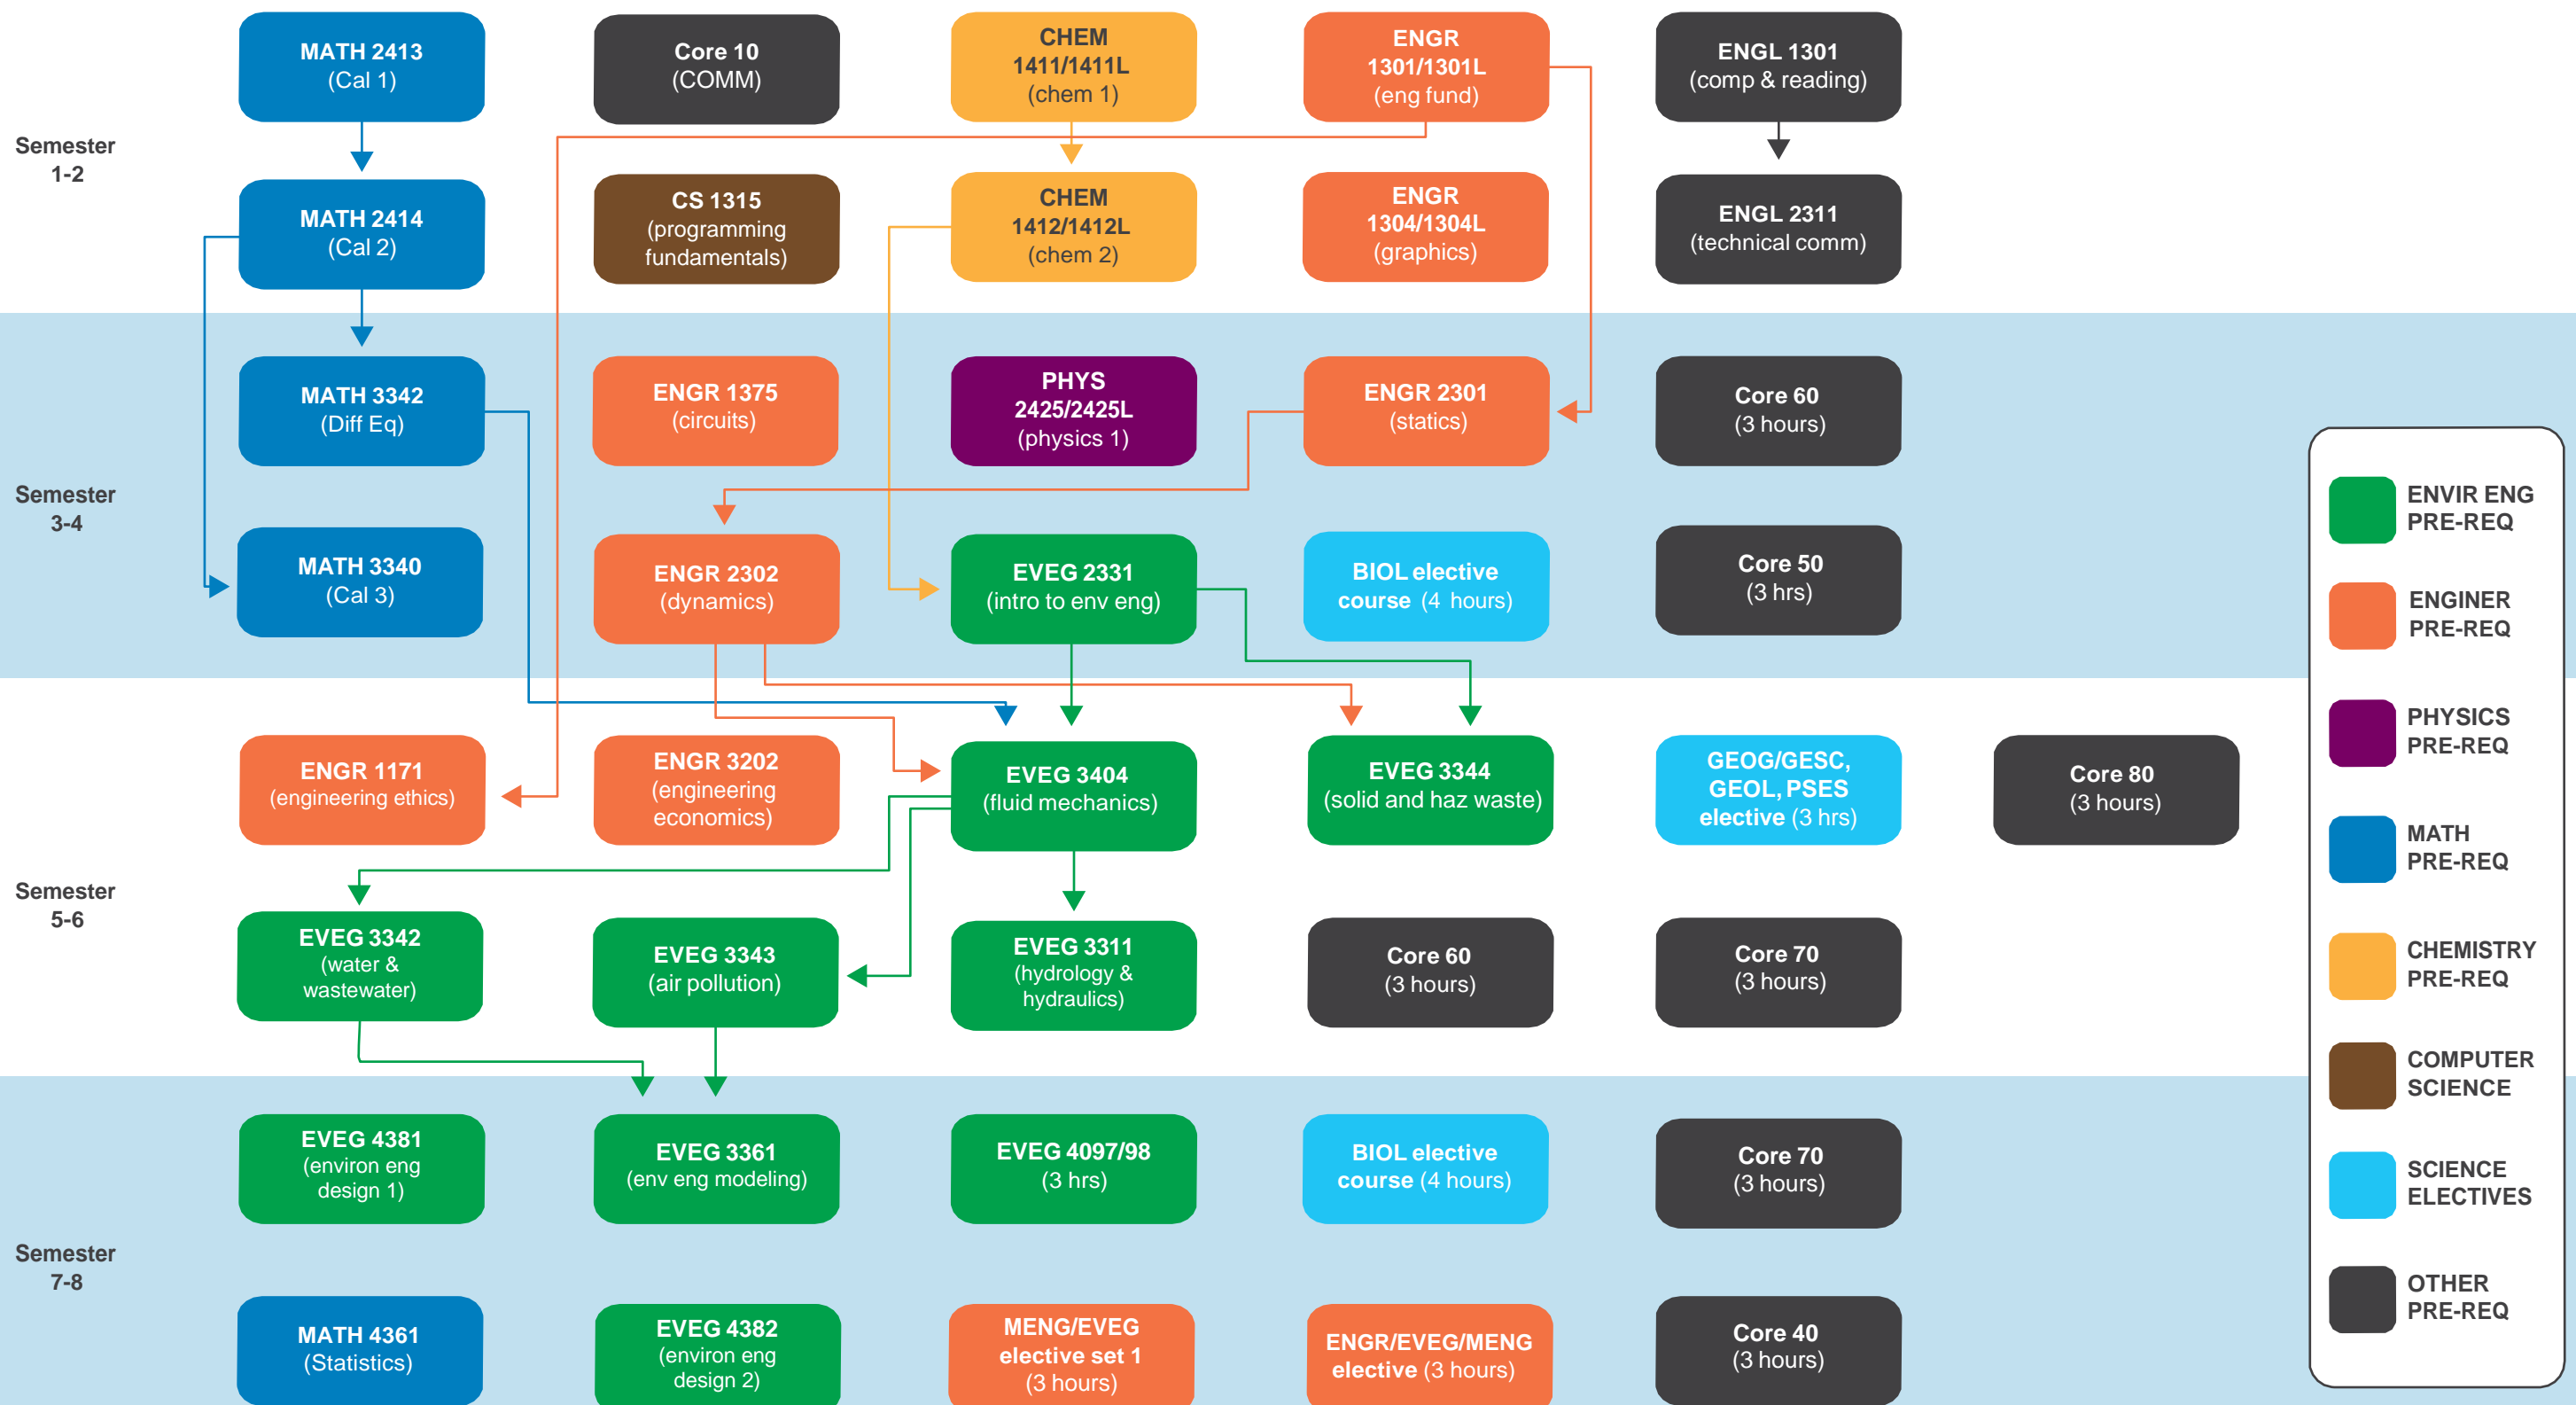 MATH 2413
(Cal 1)
Core 10
(COMM)
CHEM
1411/1411L
(chem 1)
ENGR
1301/1301L
(eng fund)
ENGL 1301
(comp & reading)
Semester
1-2
MATH 2414
(Cal 2)
CS 1315
(programming
fundamentals)
CHEM
1412/1412L
(chem 2)
ENGR
1304/1304L
(graphics)
ENGL 2311
(technical comm)
MATH 3342
(Diff Eq)
ENGR 1375
(circuits)
PHYS
2425/2425L
(physics 1)
ENGR 2301
(statics)
Core 60
(3 hours)
Semester
3-4
MATH 3340
(Cal 3)
ENGR 2302
(dynamics)
EVEG 2331
(intro to env eng)
BIOL elective
course (4 hours)
Core 50
(3 hrs)
ENGR 1171
(engineering ethics)
ENGR 3202
(engineering
economics)
EVEG 3404
(fluid mechanics)
EVEG 3344
(solid and haz waste)
GEOG/GESC,
GEOL, PSES
elective (3 hrs)
Core 80
(3 hours)
Semester
5-6
EVEG 3342
(water &
wastewater)
EVEG 3343
(air pollution)
EVEG 3311
(hydrology &
hydraulics)
Core 60
(3 hours)
Core 70
(3 hours)
EVEG 4381
(environ eng
design 1)
EVEG 3361
(env eng modeling)
EVEG 4097/98
(3 hrs)
BIOL elective
course (4 hours)
Core 70
(3 hours)
Semester
7-8
MATH 4361
(Statistics)
EVEG 4382
(environ eng
design 2)
MENG/EVEG
elective set 1
(3 hours)
ENGR/EVEG/MENG
elective (3 hours)
Core 40
(3 hours)
ENVIR ENG
PRE-REQ
ENGINER
PRE-REQ
PHYSICS
PRE-REQ
MATH
PRE-REQ
CHEMISTRY
PRE-REQ
COMPUTER
SCIENCE
SCIENCE
ELECTIVES
OTHER
PRE-REQ